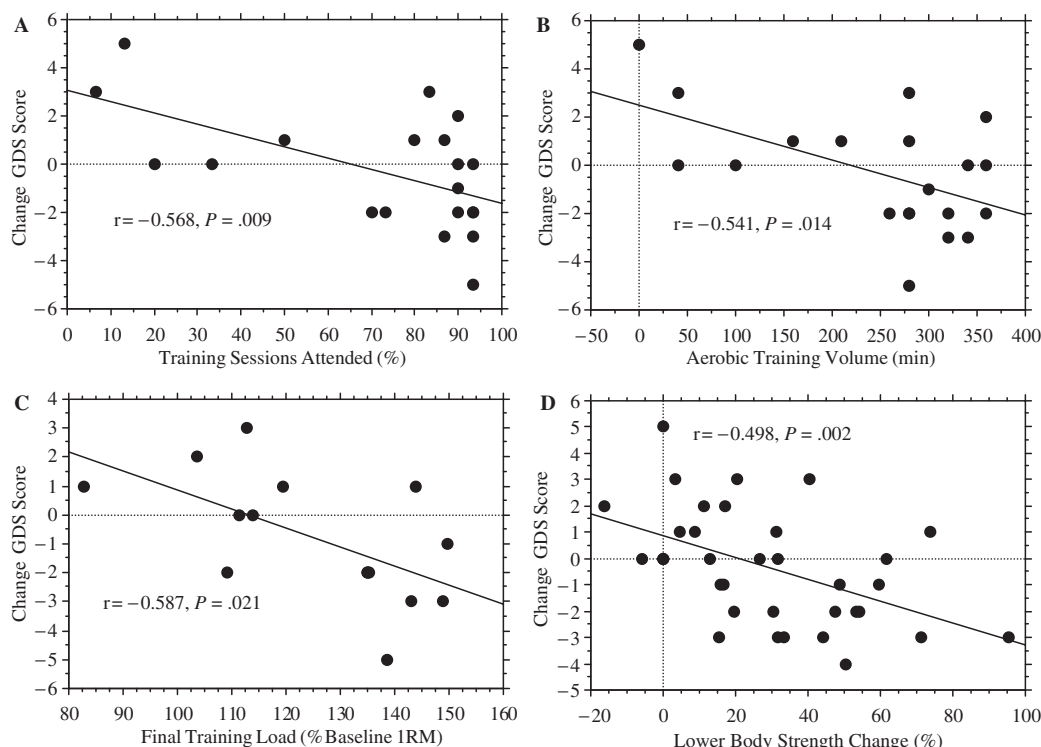 A
Change GDS Score
6
4
2
0
−2
−4
−6
r= −0.568, P = .009
0 10 20 30 40 50 60 70 80 90 100
Training Sessions Attended (%)
B
Change GDS Score
6
4
2
0
−2
−4
−6
r= −0.541, P = .014
−50 0 50 100 150 200 250 300 350 400
Aerobic Training Volume (min)
C
Change GDS Score
4
3
2
1
0
−1
−2
−3
−4
−5
−6
r= −0.587, P = .021
80 90 100 110 120 130 140 150 160
Final Training Load (% Baseline 1RM)
D
Change GDS Score
6
5
4
3
2
1
0
−1
−2
−3
−4
−5
r= −0.498, P = .002
−20 0 20 40 60 80 100
Lower Body Strength Change (%)